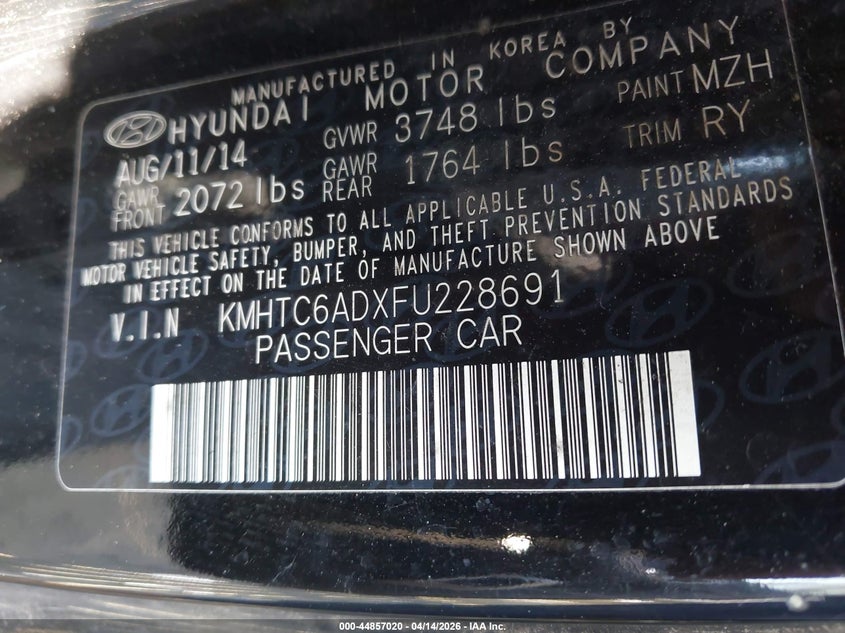 MANUFACTURED IN KOREA BY
HYUNDAI MOTOR COMPANY
AUG/11/14 GVWR 3748 lbs PAINT MZH
GAWR FRONT 2072 lbs GAWR REAR 1764 lbs TRIM RY
THIS VEHICLE CONFORMS TO ALL APPLICABLE U.S.A. FEDERAL
MOTOR VEHICLE SAFETY, BUMPER, AND THEFT PREVENTION STANDARDS
IN EFFECT ON THE DATE OF MANUFACTURE SHOWN ABOVE
V.I.N KMHTC6ADXFU228691
PASSENGER CAR
000-44857020 - 04/14/2026 - IAA Inc.